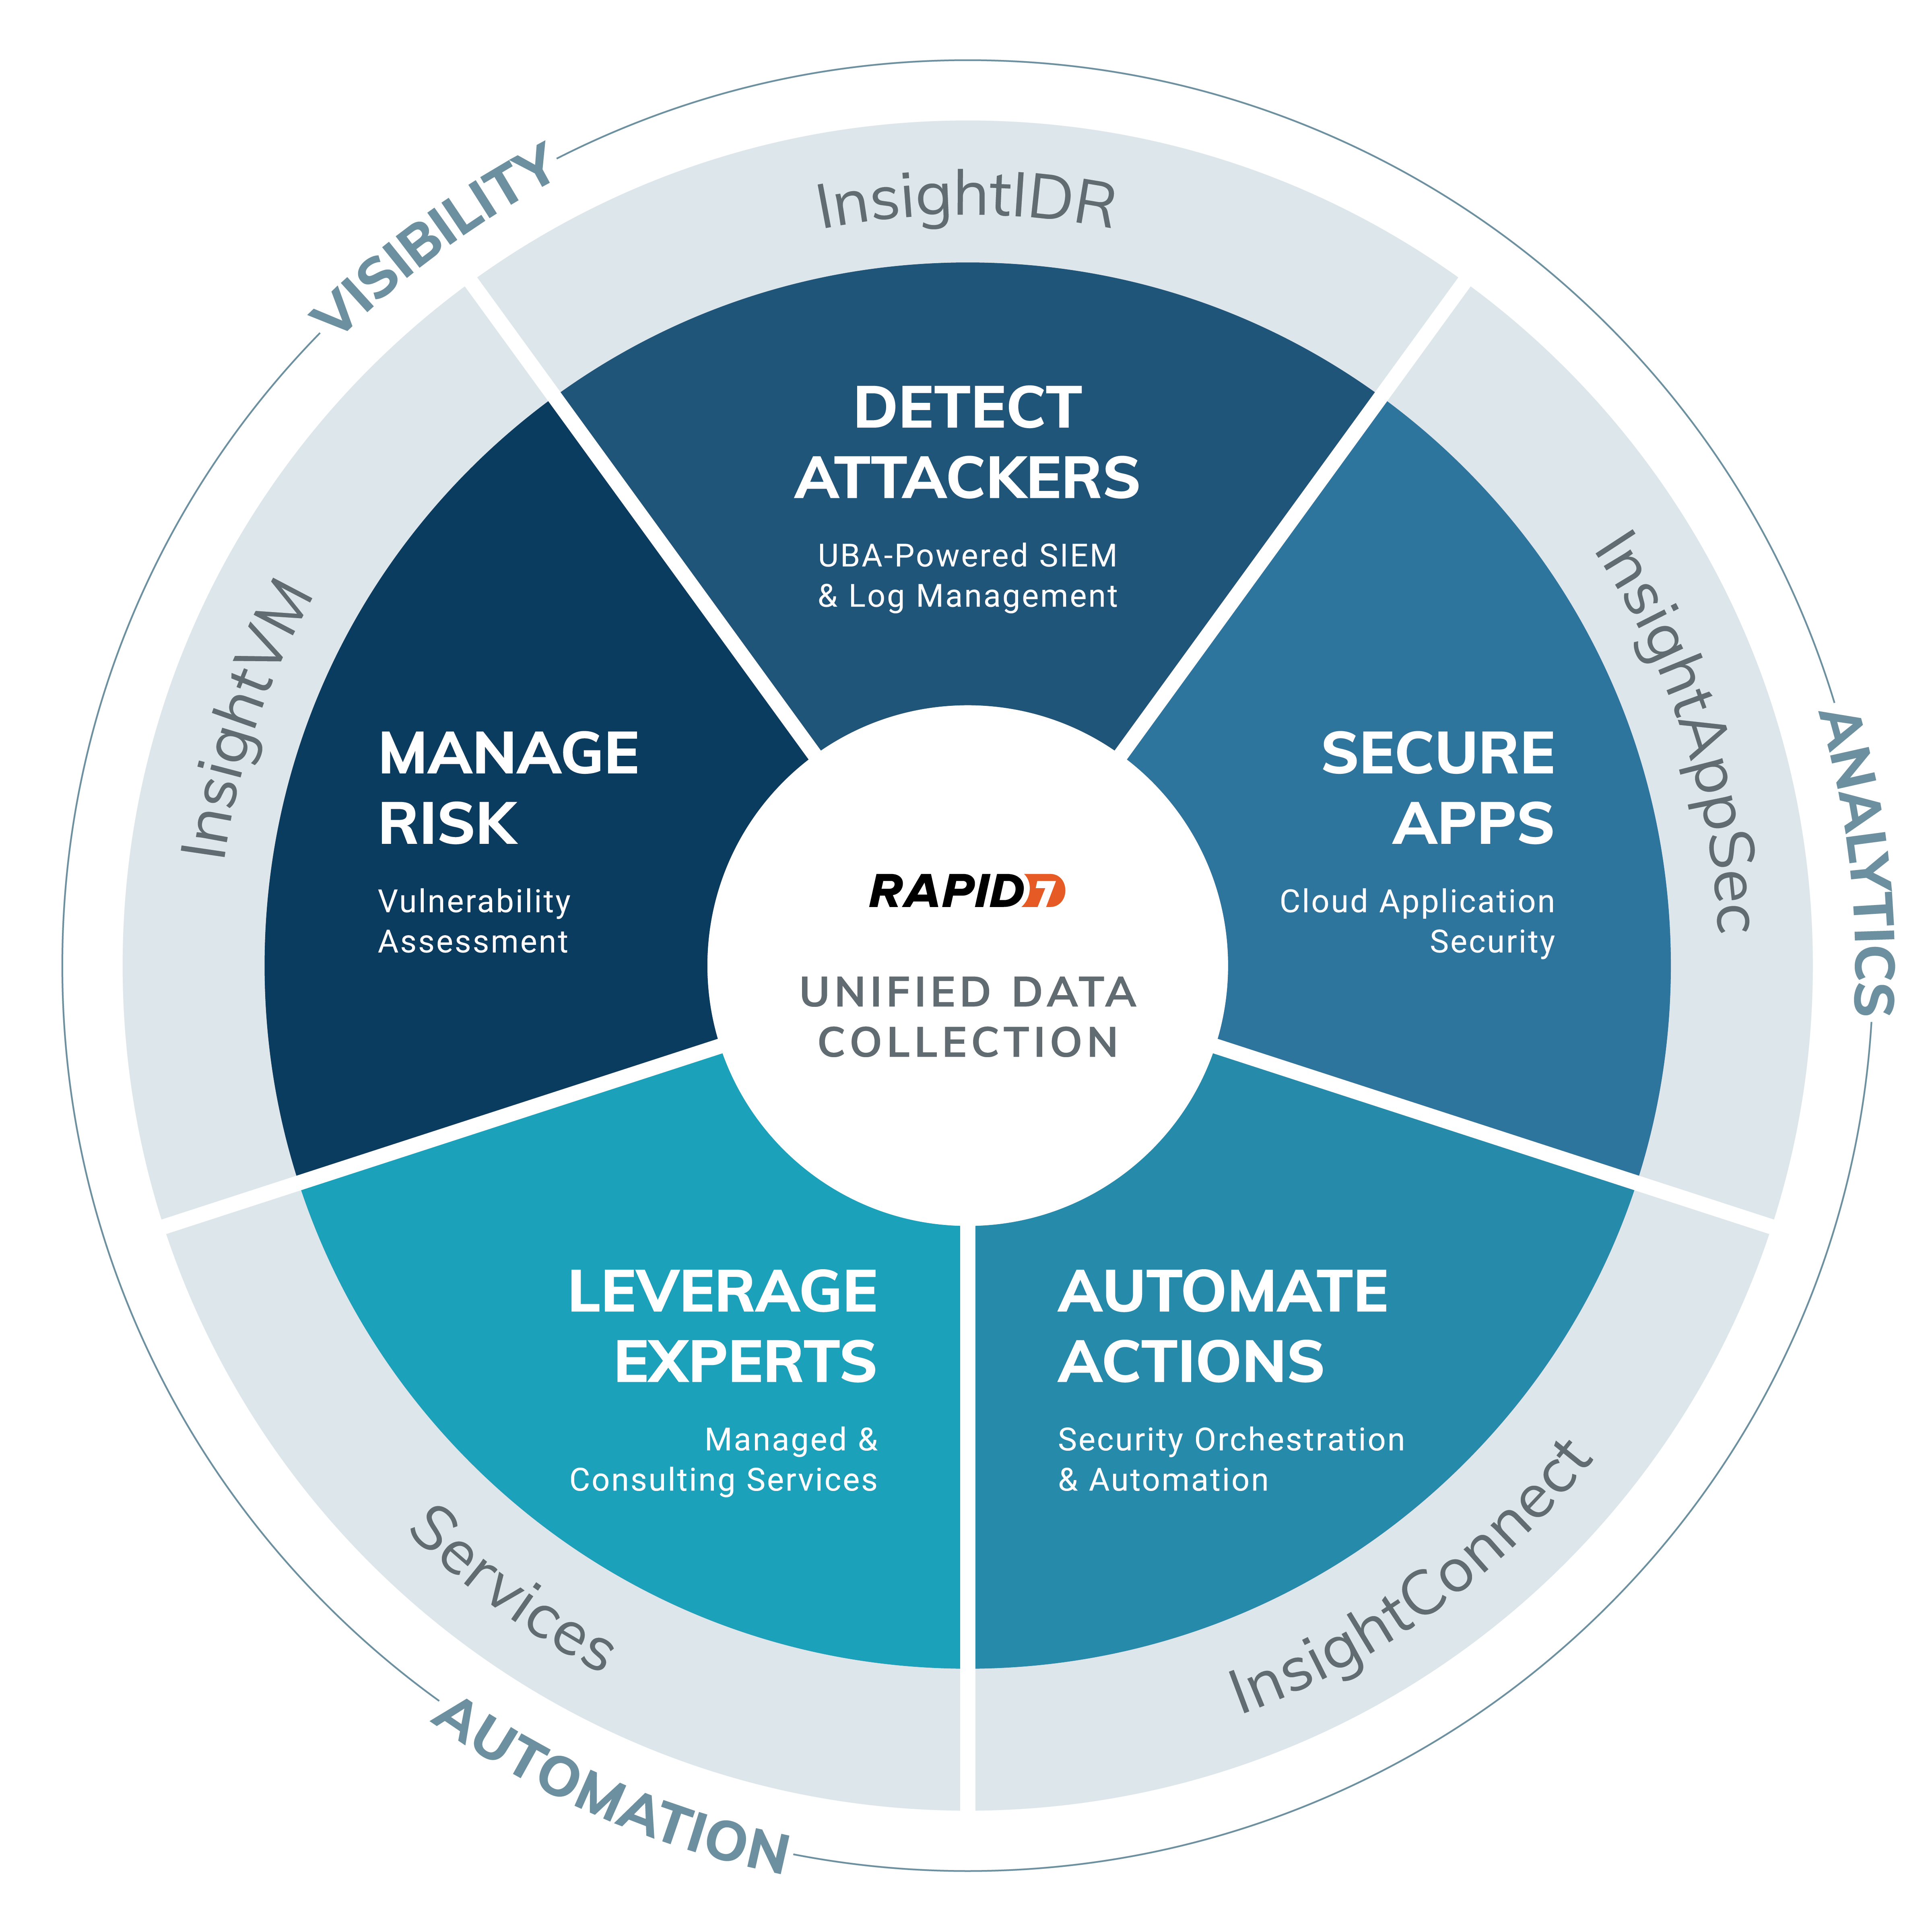 VISIBILITY
InsightIDR
DETECT
ATTACKERS
UBA-Powered SIEM
& Log Management
InsightAppSec
SECURE
APPS
Cloud Application
Security
ANALYTICS
InsightVM
MANAGE
RISK
Vulnerability
Assessment
RAPID7
UNIFIED DATA
COLLECTION
LEVERAGE
EXPERTS
Managed &
Consulting Services
Services
AUTOMATE
ACTIONS
Security Orchestration
& Automation
InsightConnect
AUTOMATION